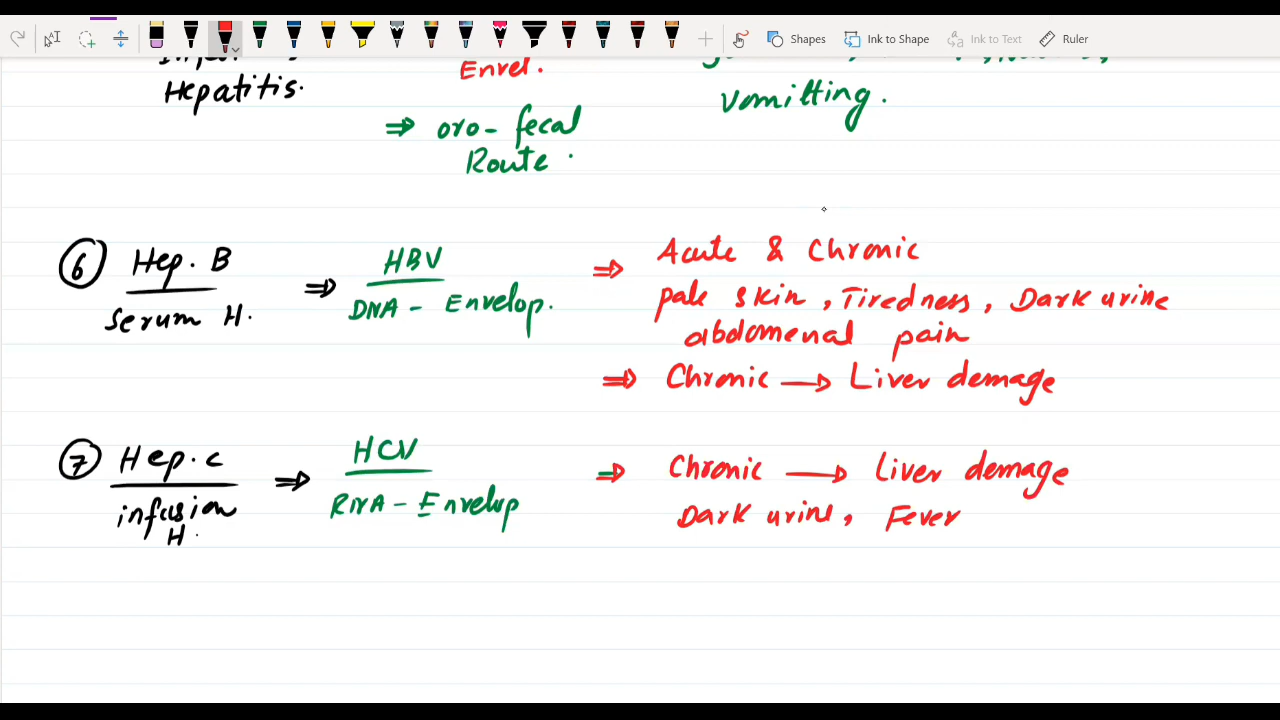 Shapes Ink to Shape Ink to Text Ruler
Envel.
Hepatitis.
Vomitting.
⇒ oro-fecal
Route.
6 Hep. B ⇒ HBV ⇒ Acute & Chronic
Serum H. DNA - Envelop. pale skin, Tiredness, Dark urine
abdomenal pain
⇒ Chronic → Liver demage
7 Hep. C ⇒ HCV ⇒ Chronic → Liver demage
infusion RNA - Envelop Dark urine, Fever
H.